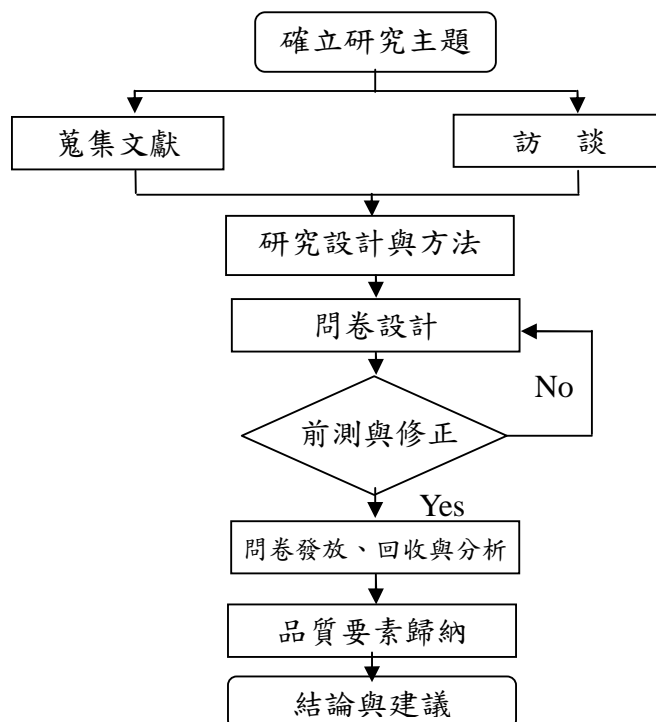 確立研究主題
蒐集文獻
訪 談
研究設計與方法
問卷設計
No
前測與修正
Yes
問卷發放、回收與分析
品質要素歸納
結論與建議